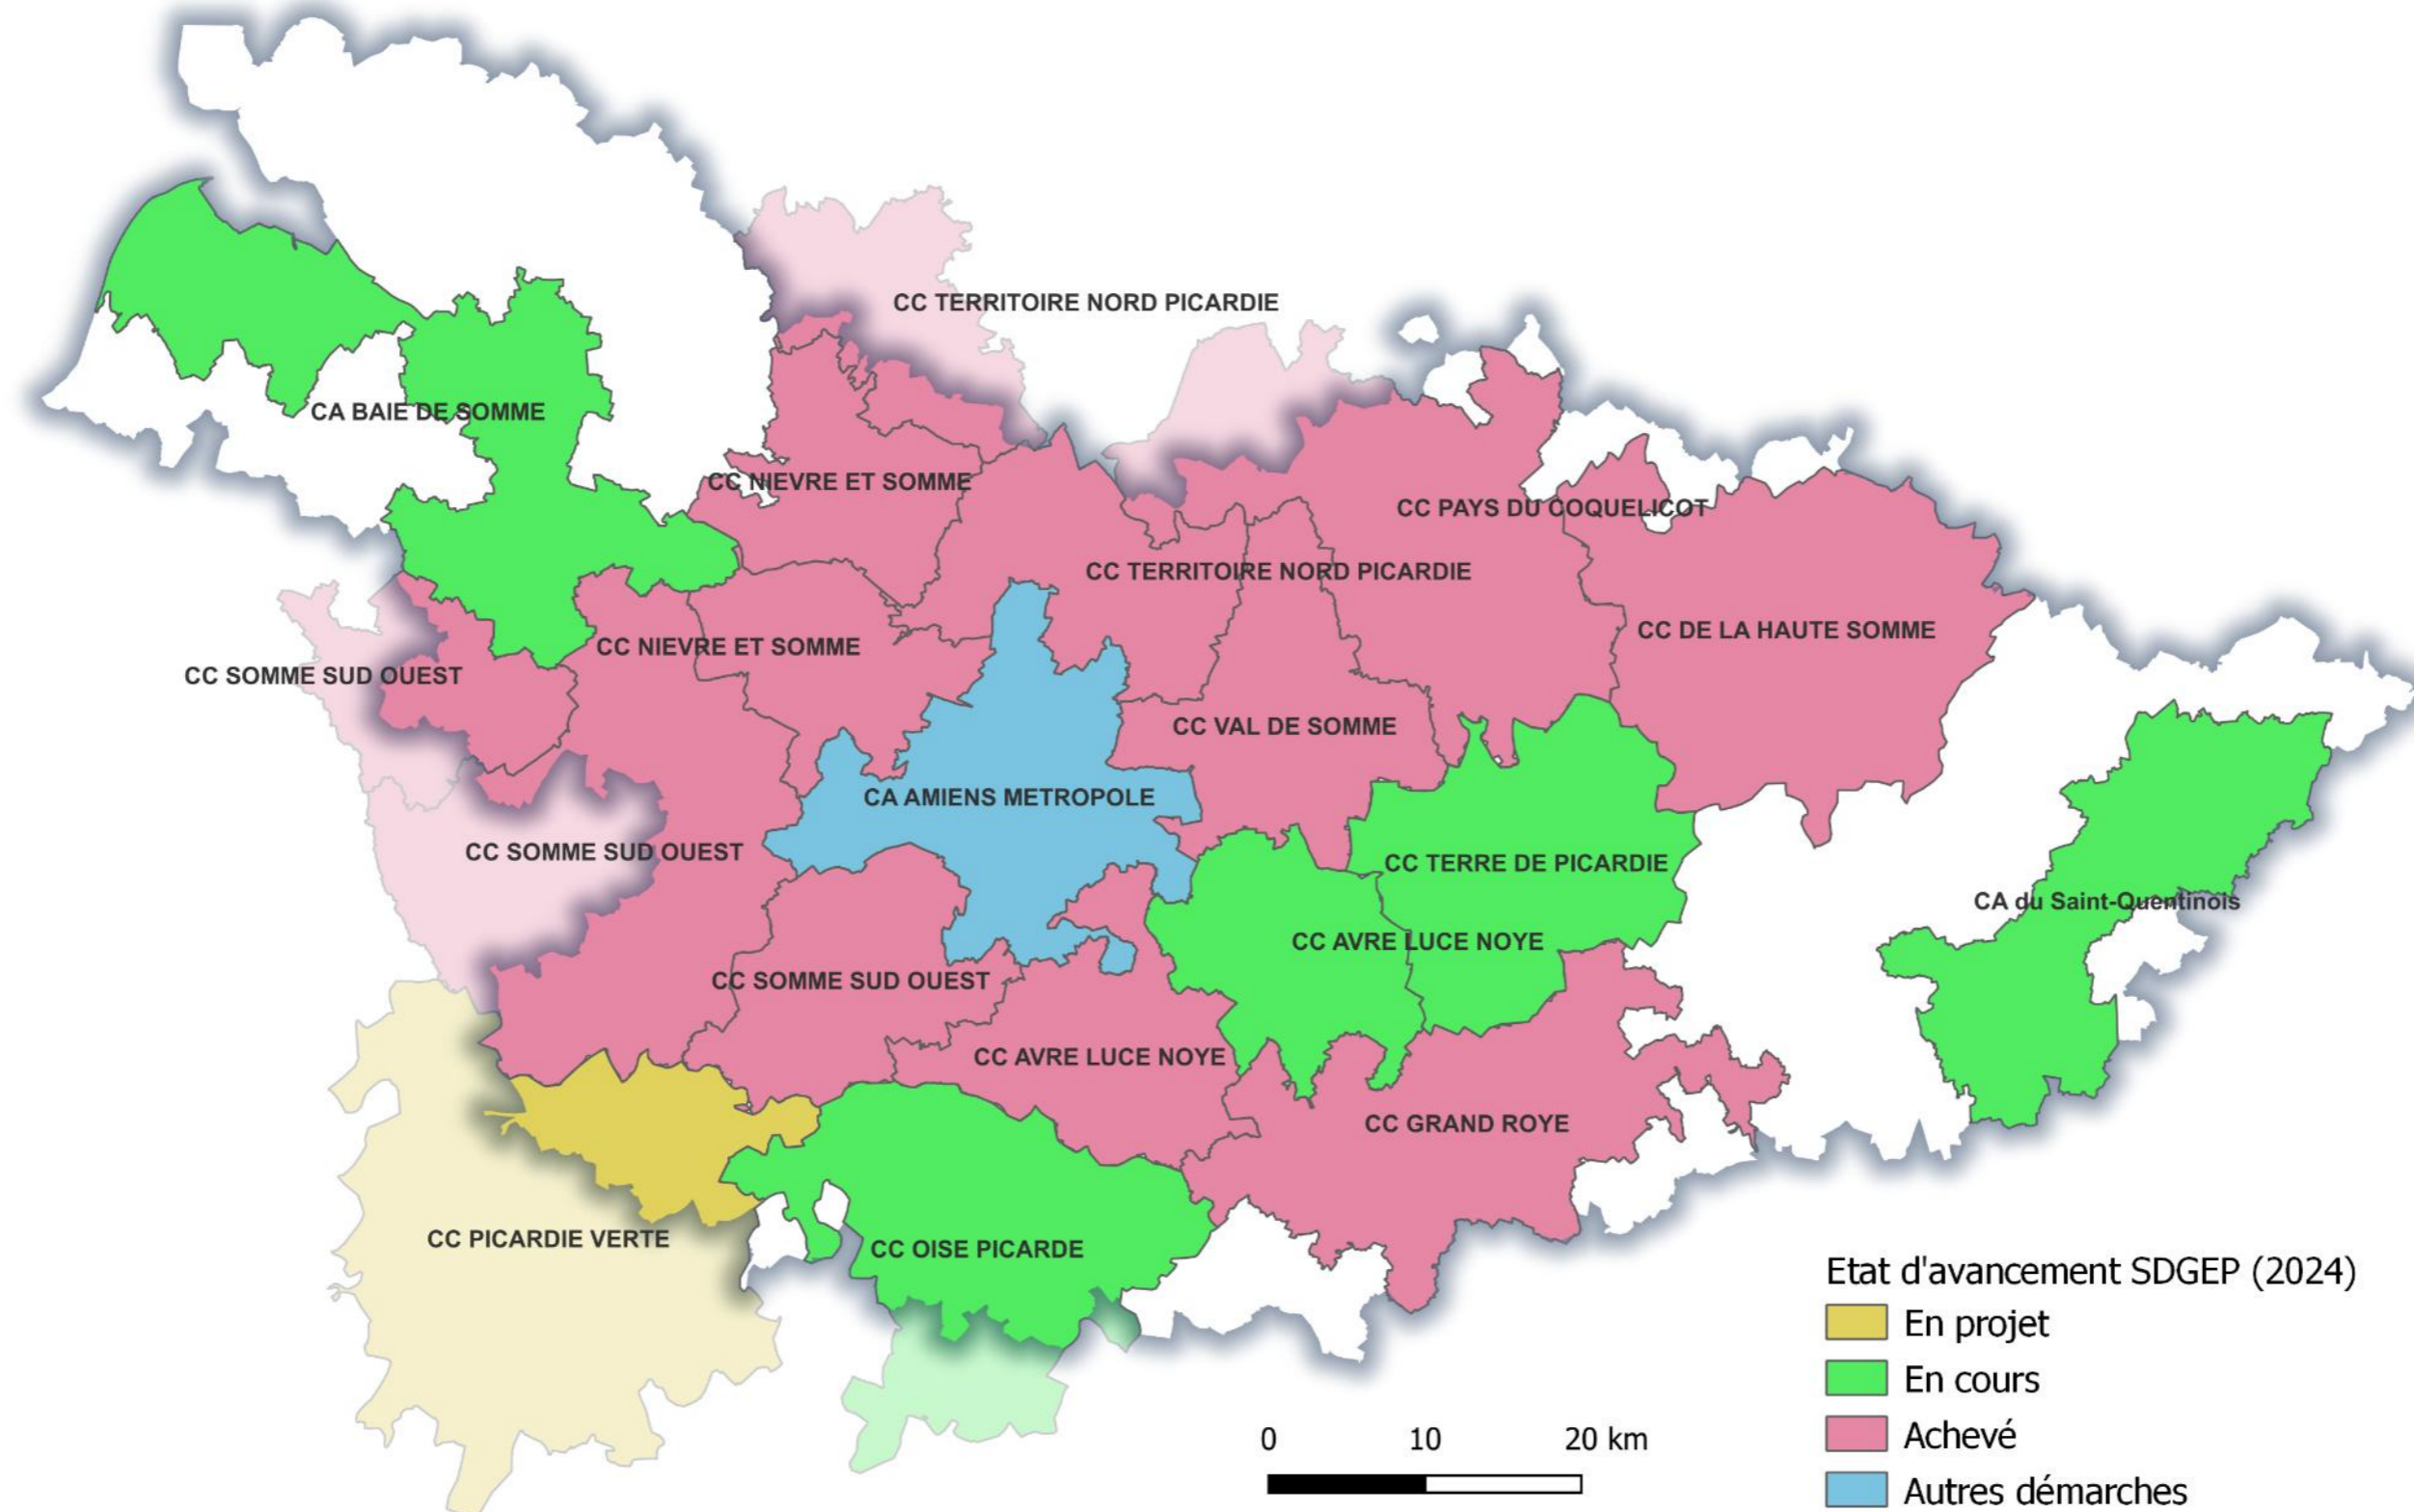 CC TERRITOIRE NORD PICARDIE
CA BAIE DE SOMME
CC NIEVRE ET SOMME
CC PAYS DU COQUELICOT
CC TERRITOIRE NORD PICARDIE
CC DE LA HAUTE SOMME
CC NIEVRE ET SOMME
CC SOMME SUD OUEST
CC VAL DE SOMME
CA AMIENS METROPOLE
CC SOMME SUD OUEST
CC TERRE DE PICARDIE
CA du Saint-Quentinois
CC AVRE LUCE NOYE
CC SOMME SUD OUEST
CC AVRE LUCE NOYE
CC GRAND ROYE
CC PICARDIE VERTE
CC OISE PICARDE
Etat d'avancement SDGEP (2024)
En projet
En cours
Achevé
Autres démarches
0 10 20 km